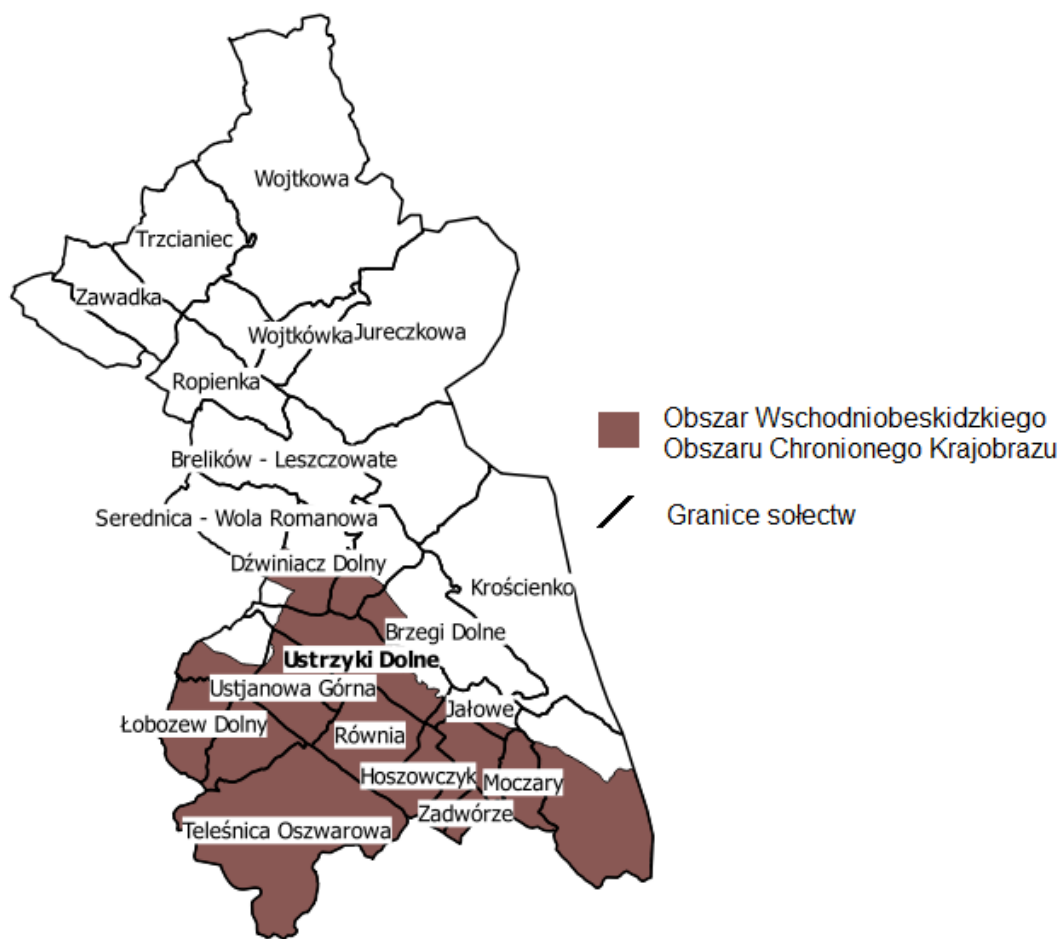 Wojtkowa
Trzcianiec
Zawadka
Wojtkówka
Jureczkowa
Ropienka
Obszar Wschodniobeskidzkiego
Obszaru Chronionego Krajobrazu
Brelików - Leszczowate
Granice sołectw
Serednica - Wola Romanowa
Dźwiniacz Dolny
Krościenko
Brzegi Dolne
Ustrzyki Dolne
Ustjanowa Górna
Jałowe
Łobozew Dolny
Równia
Hoszowczyk
Moczary
Zadwórze
Teleśnica Oszwarowa